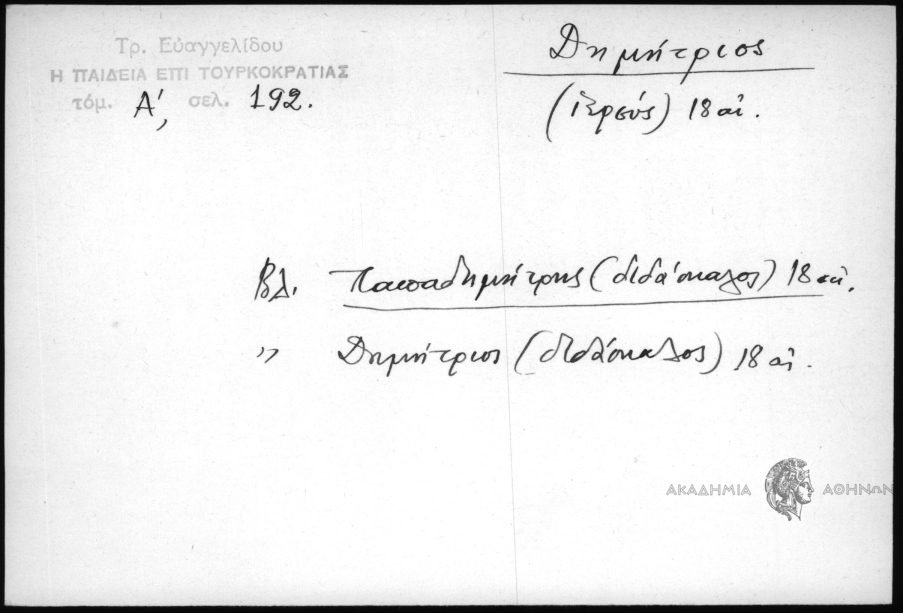 Τρ. Εὐαγγελίδου
Η ΠΑΙΔΕΙΑ ΕΠΙ ΤΟΥΡΚΟΚΡΑΤΙΑΣ
τόμ. Α', σελ. 192.
Δημήτριος
(ἱερεύς) 18 αἰ.
Βλ. Παπαδημήτρης (διδάσκαλος) 18 αἰ.
" Δημήτριος (διδάσκαλος) 18 αἰ.
ΑΚΑΔΗΜΙΑ ΑΘΗΝΩΝ